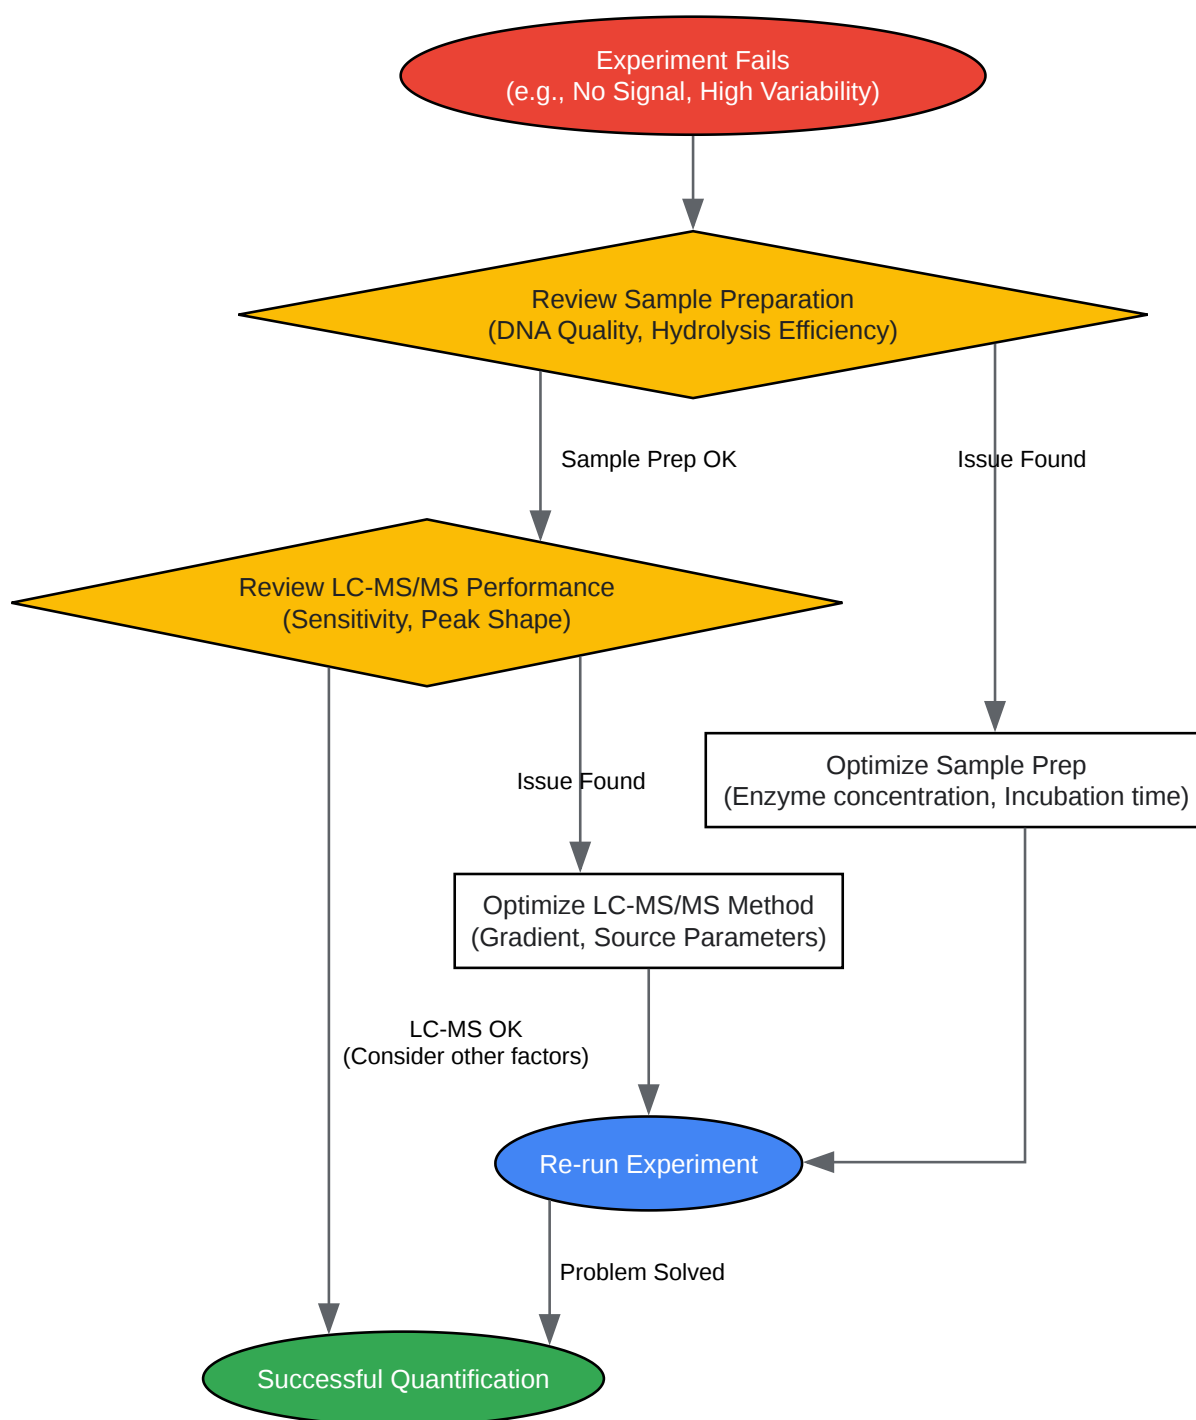 Experiment Fails
(e.g., No Signal, High Variability)
Review Sample Preparation
(DNA Quality, Hydrolysis Efficiency)
Sample Prep OK
Issue Found
Review LC-MS/MS Performance
(Sensitivity, Peak Shape)
Optimize Sample Prep
(Enzyme concentration, Incubation time)
Issue Found
Optimize LC-MS/MS Method
(Gradient, Source Parameters)
LC-MS OK
(Consider other factors)
Re-run Experiment
Problem Solved
Successful Quantification